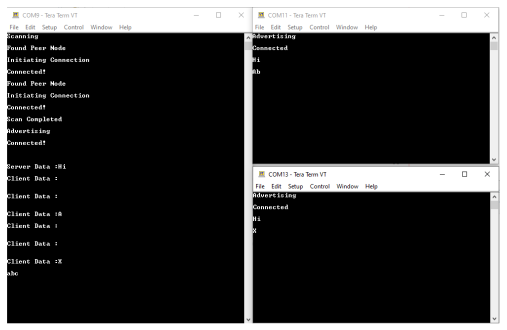 COM9 - Tera Term VT
File Edit Setup Control Window Help
Scanning
Found Peer Node
Initiating Connection
Connected!
Found Peer Node
Initiating Connection
Connected!
Scan Completed
Advertising
Connected!
Server Data :Hi
Client Data :
Client Data :
Client Data :A
Client Data :
Client Data :
Client Data :X
abc
COM11 - Tera Term VT
File Edit Setup Control Window Help
Advertising
Connected
Hi
Ab
COM13 - Tera Term VT
File Edit Setup Control Window Help
Advertising
Connected
Hi
X